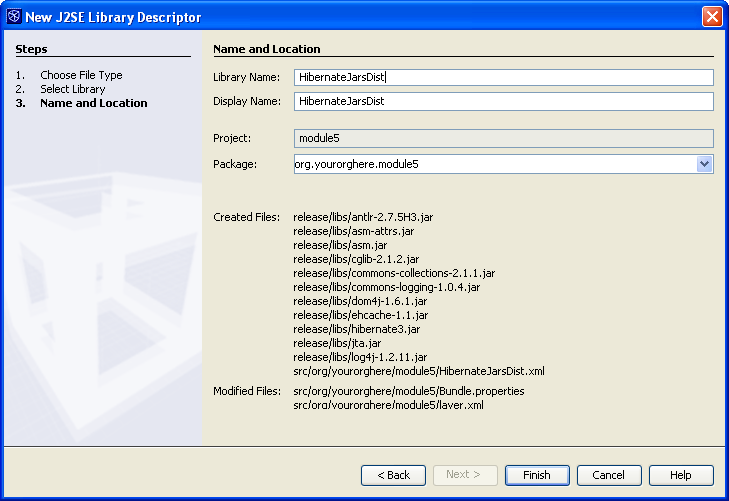 New J2SE Library Descriptor
Steps
1. Choose File Type
2. Select Library
3. Name and Location
Name and Location
Library Name: HibernateJarsDist
Display Name: HibernateJarsDist
Project: module5
Package: org.yourorghere.module5
Created Files: release/libs/antlr-2.7.5H3.jar
release/libs/asm-attrs.jar
release/libs/asm.jar
release/libs/cglib-2.1.2.jar
release/libs/commons-collections-2.1.1.jar
release/libs/commons-logging-1.0.4.jar
release/libs/dom4j-1.6.1.jar
release/libs/ehcache-1.1.jar
release/libs/hibernate3.jar
release/libs/jta.jar
release/libs/log4j-1.2.11.jar
src/org/yourorghere/module5/HibernateJarsDist.xml
Modified Files: src/org/yourorghere/module5/Bundle.properties
src/org/yourorghere/module5/layer.xml
< Back Next > Finish Cancel Help